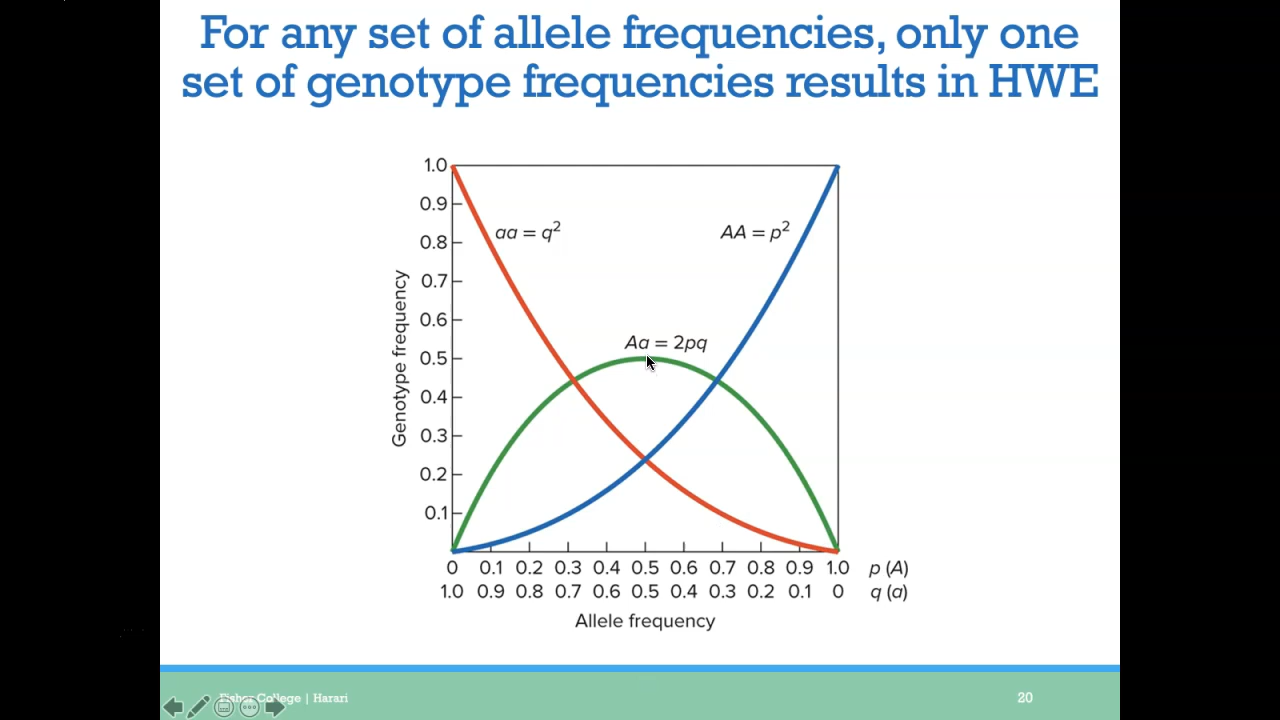 For any set of allele frequencies, only one
set of genotype frequencies results in HWE
1.0
0.9
aa = q²
AA = p²
0.8
0.7
0.6
Aa = 2pq
0.5
0.4
0.3
0.2
0.1
Genotype frequency
0 0.1 0.2 0.3 0.4 0.5 0.6 0.7 0.8 0.9 1.0 p (A)
1.0 0.9 0.8 0.7 0.6 0.5 0.4 0.3 0.2 0.1 0 q (a)
Allele frequency
Fisher College | Harari
20